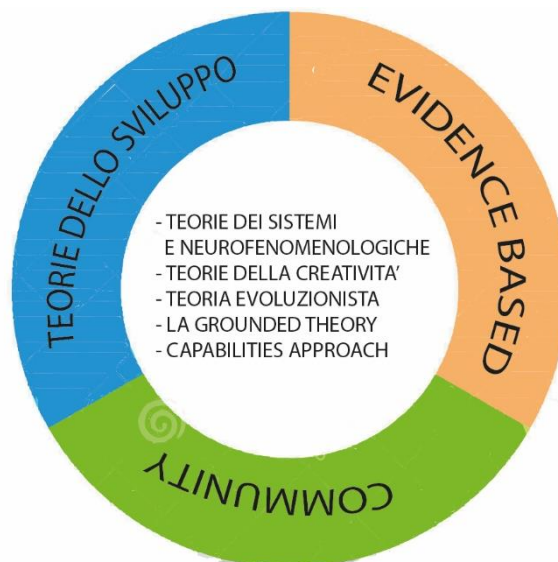 TEORIE DELLO SVILUPPO
EVIDENCE BASED
- TEORIE DEI SISTEMI
E NEUROFENOMENOLOGICHE
- TEORIE DELLA CREATIVITA'
- TEORIA EVOLUZIONISTA
- LA GROUNDED THEORY
- CAPABILITIES APPROACH
COMMUNITY